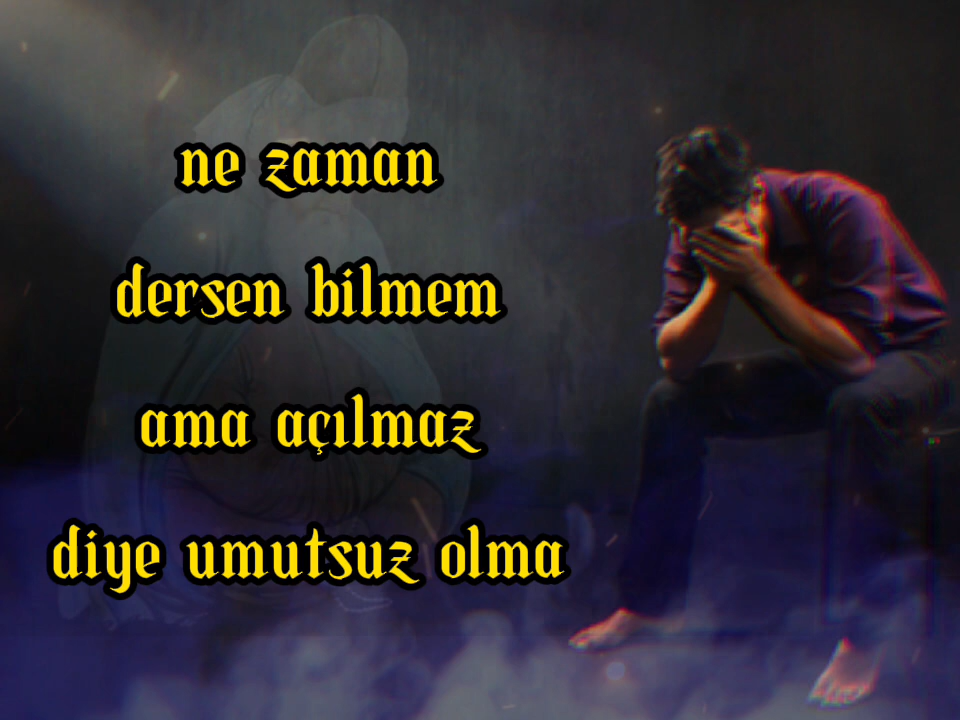 ne zaman
dersen bilmem
ama açılmaz
diye umutsuz olma